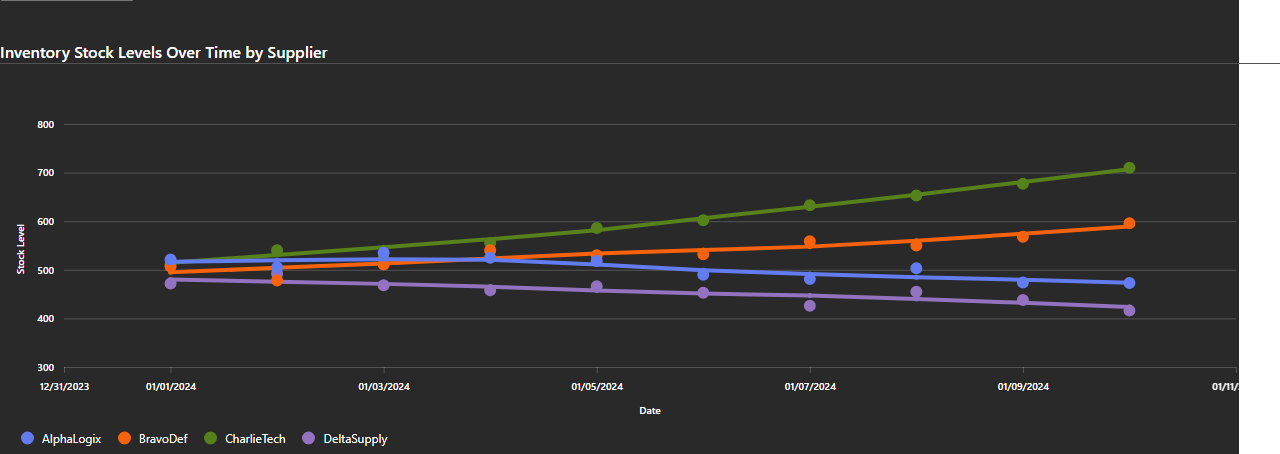 Inventory Stock Levels Over Time by Supplier
800
700
600
500
400
300
Stock Level
12/31/2023 01/01/2024 01/03/2024 01/05/2024 01/07/2024 01/09/2024 01/11/
Date
AlphaLogix BravoDef CharlieTech DeltaSupply